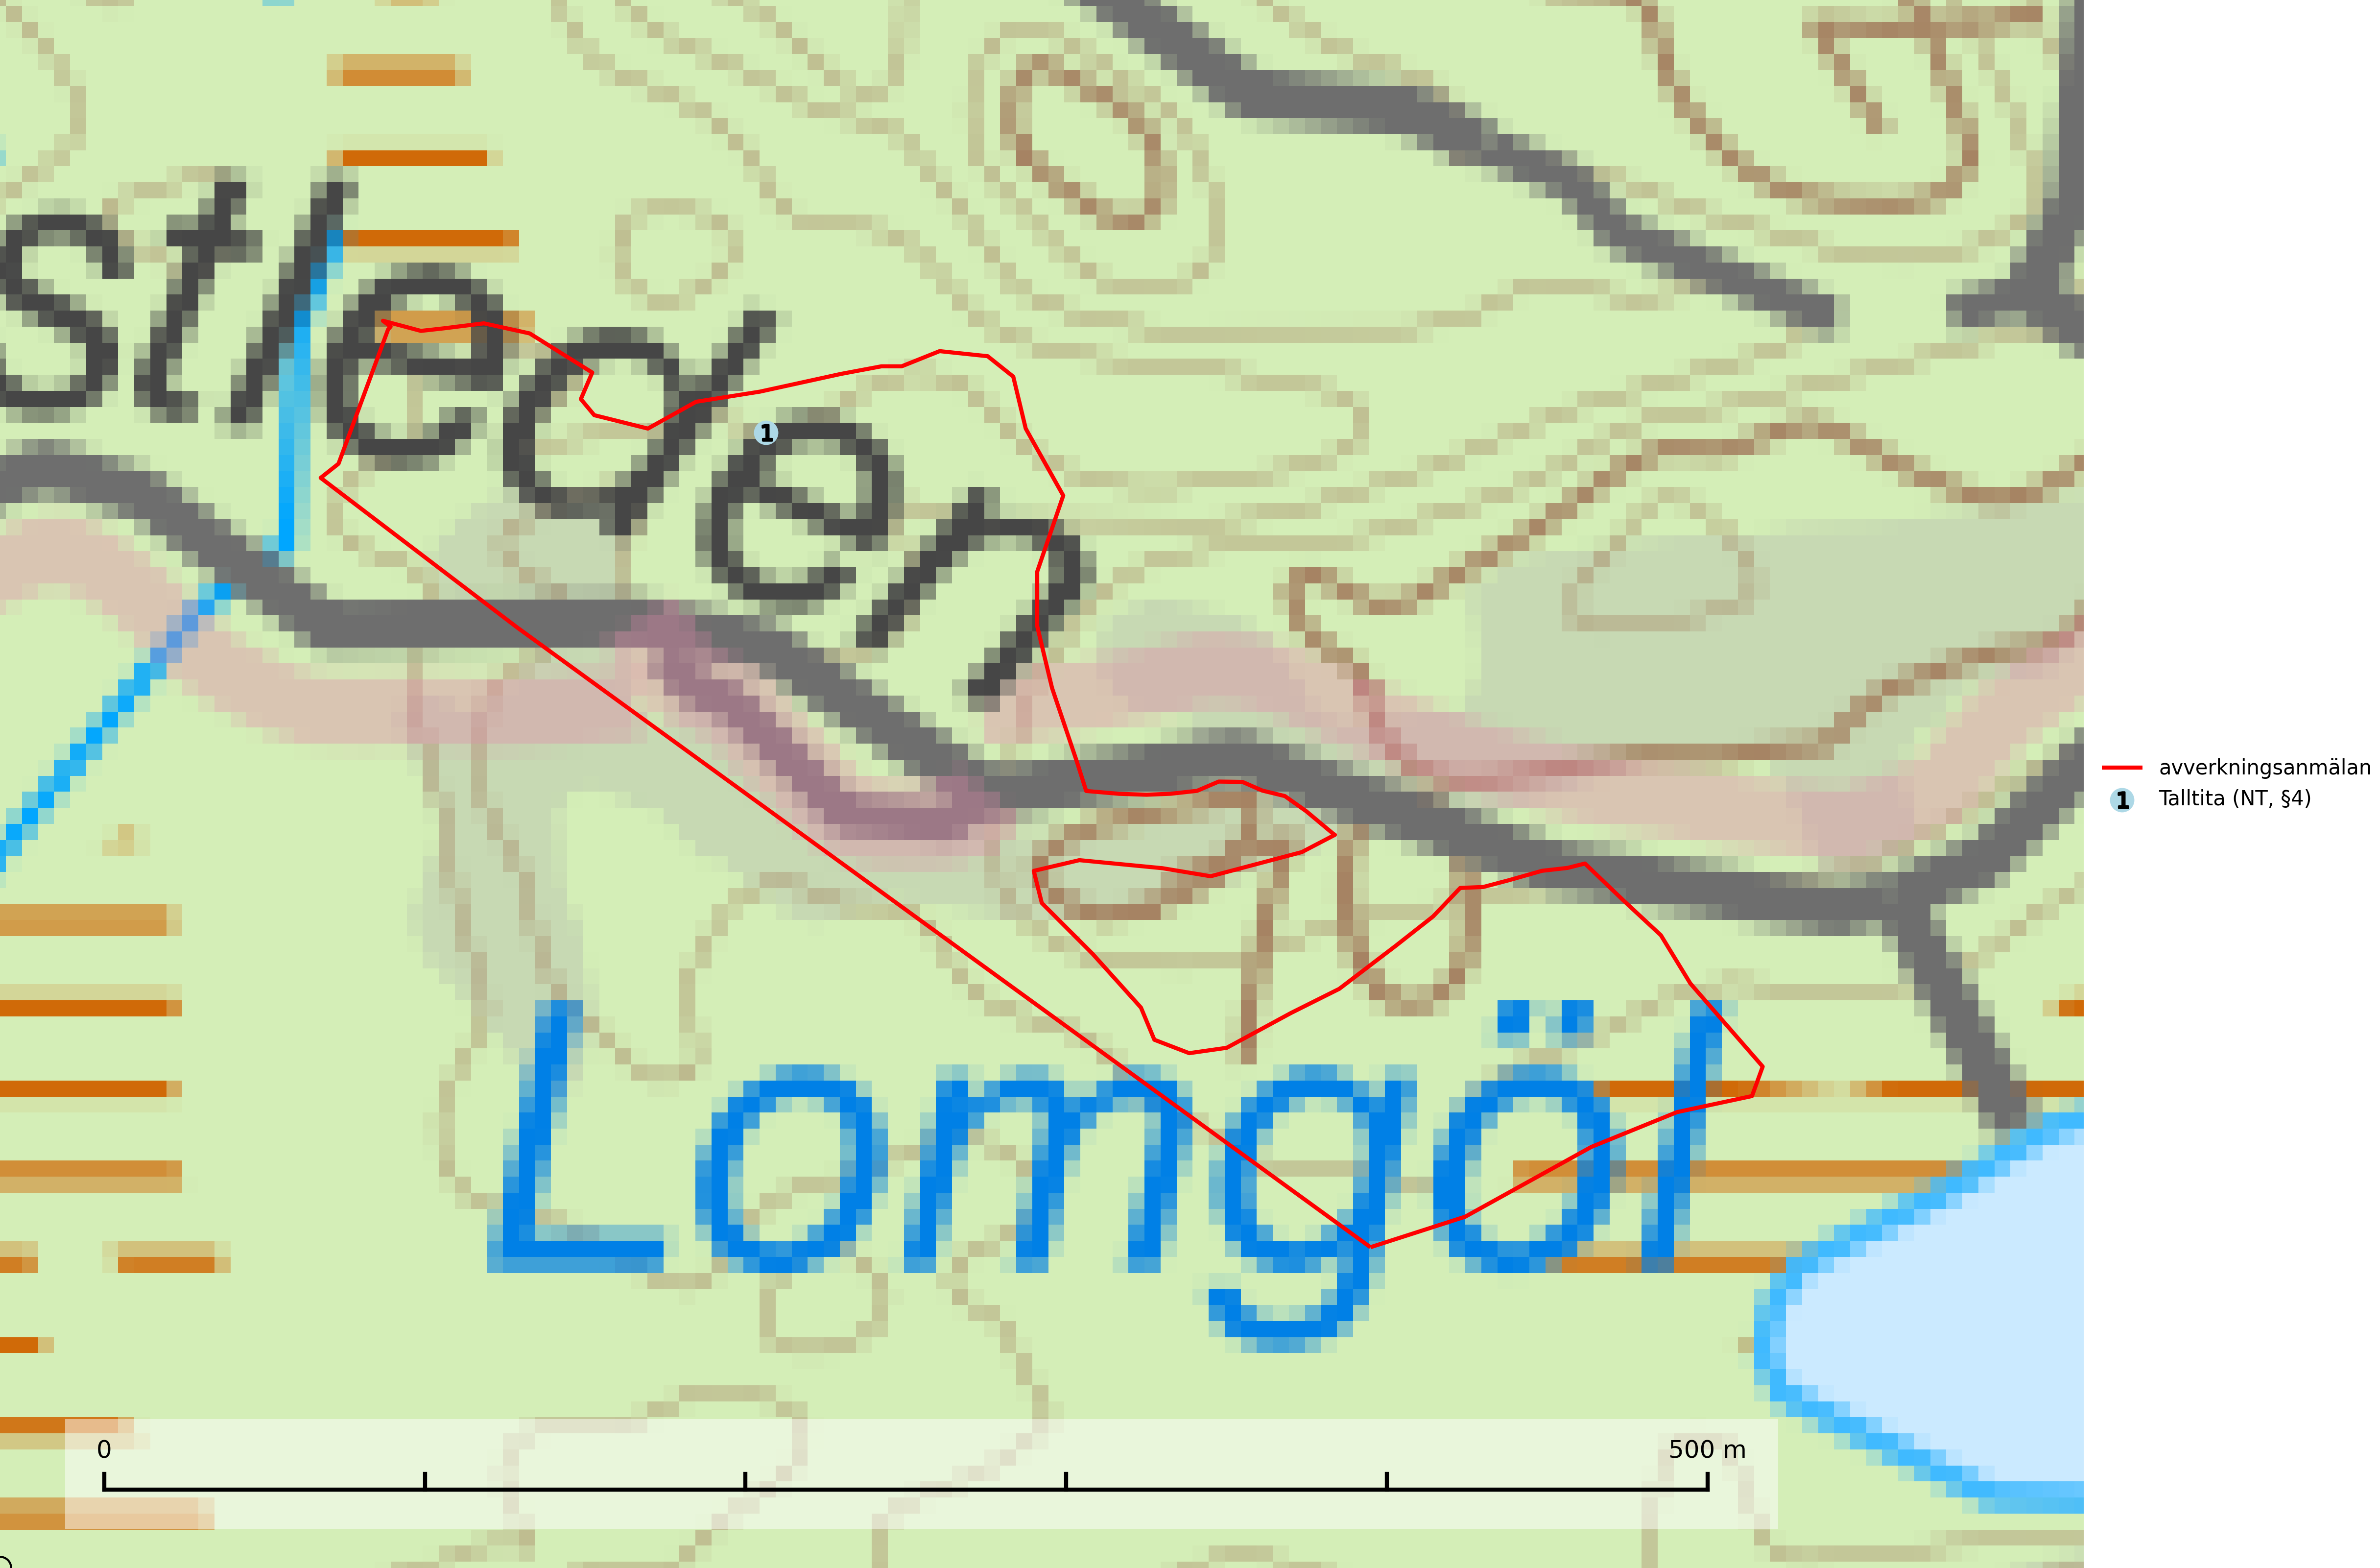 stleden
1
Lomgöl
0 500 m
avverkningsanmälan
1 Talltita (NT, §4)